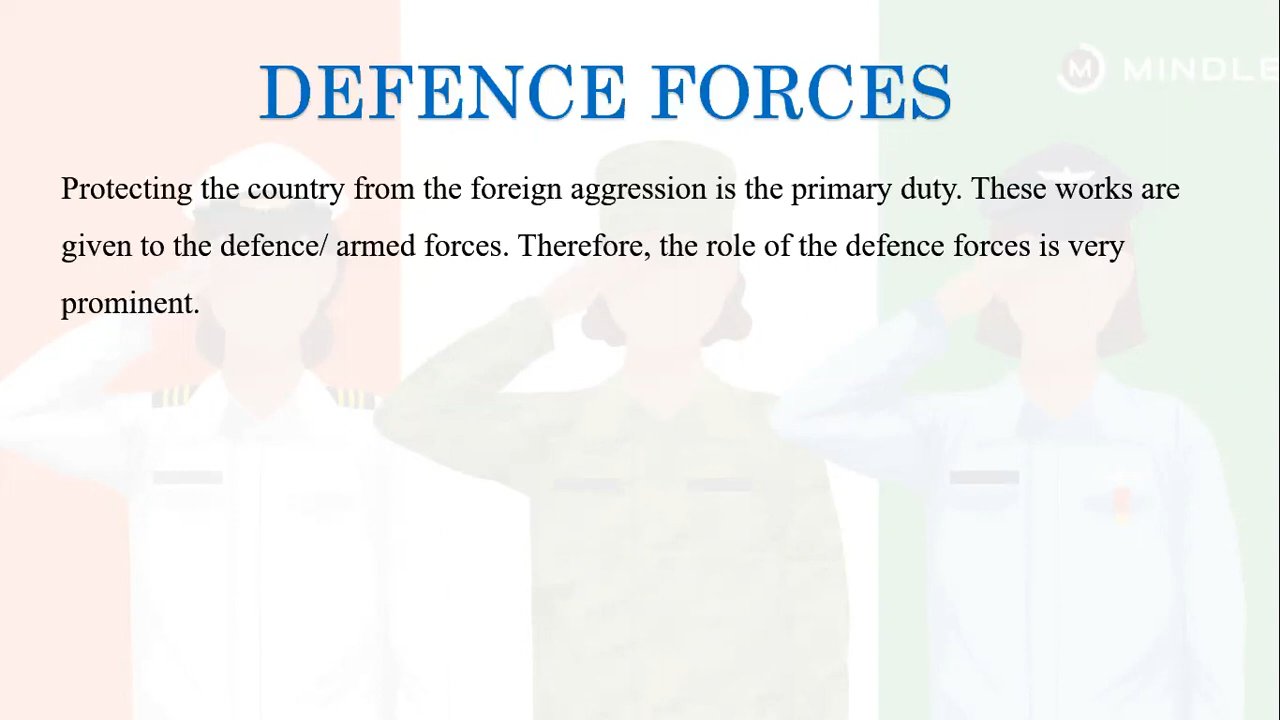 MINDLE
DEFENCE FORCES
Protecting the country from the foreign aggression is the primary duty. These works are
given to the defence/ armed forces. Therefore, the role of the defence forces is very
prominent.